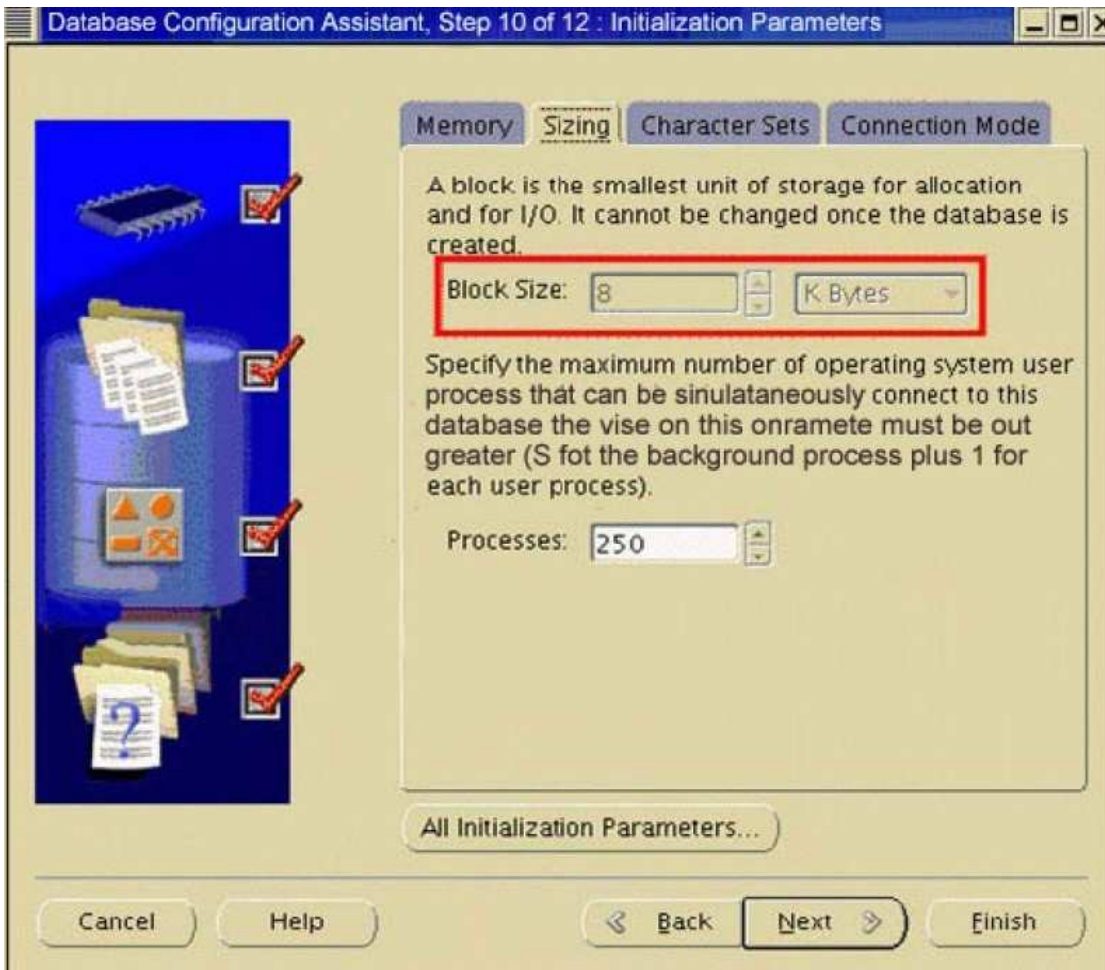 Database Configuration Assistant, Step 10 of 12 : Initialization Parameters
Memory Sizing Character Sets Connection Mode
A block is the smallest unit of storage for allocation
and for I/O. It cannot be changed once the database is
created.
Block Size: 8 K Bytes
Specify the maximum number of operating system user
process that can be sinulataneously connect to this
database the vise on this onramete must be out
greater (S fot the background process plus 1 for
each user process).
Processes: 250
?
All Initialization Parameters...
Cancel Help Back Next Finish